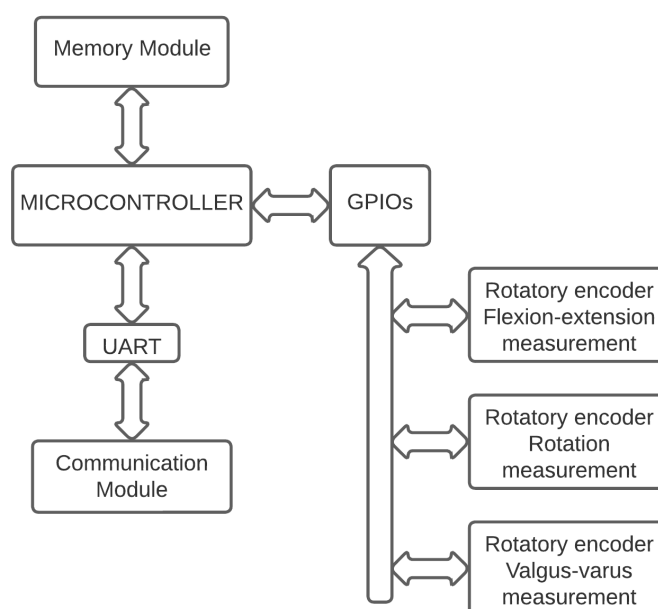 Memory Module
MICROCONTROLLER
GPIOs
UART
Communication
Module
Rotatory encoder
Flexion-extension
measurement
Rotatory encoder
Rotation
measurement
Rotatory encoder
Valgus-varus
measurement